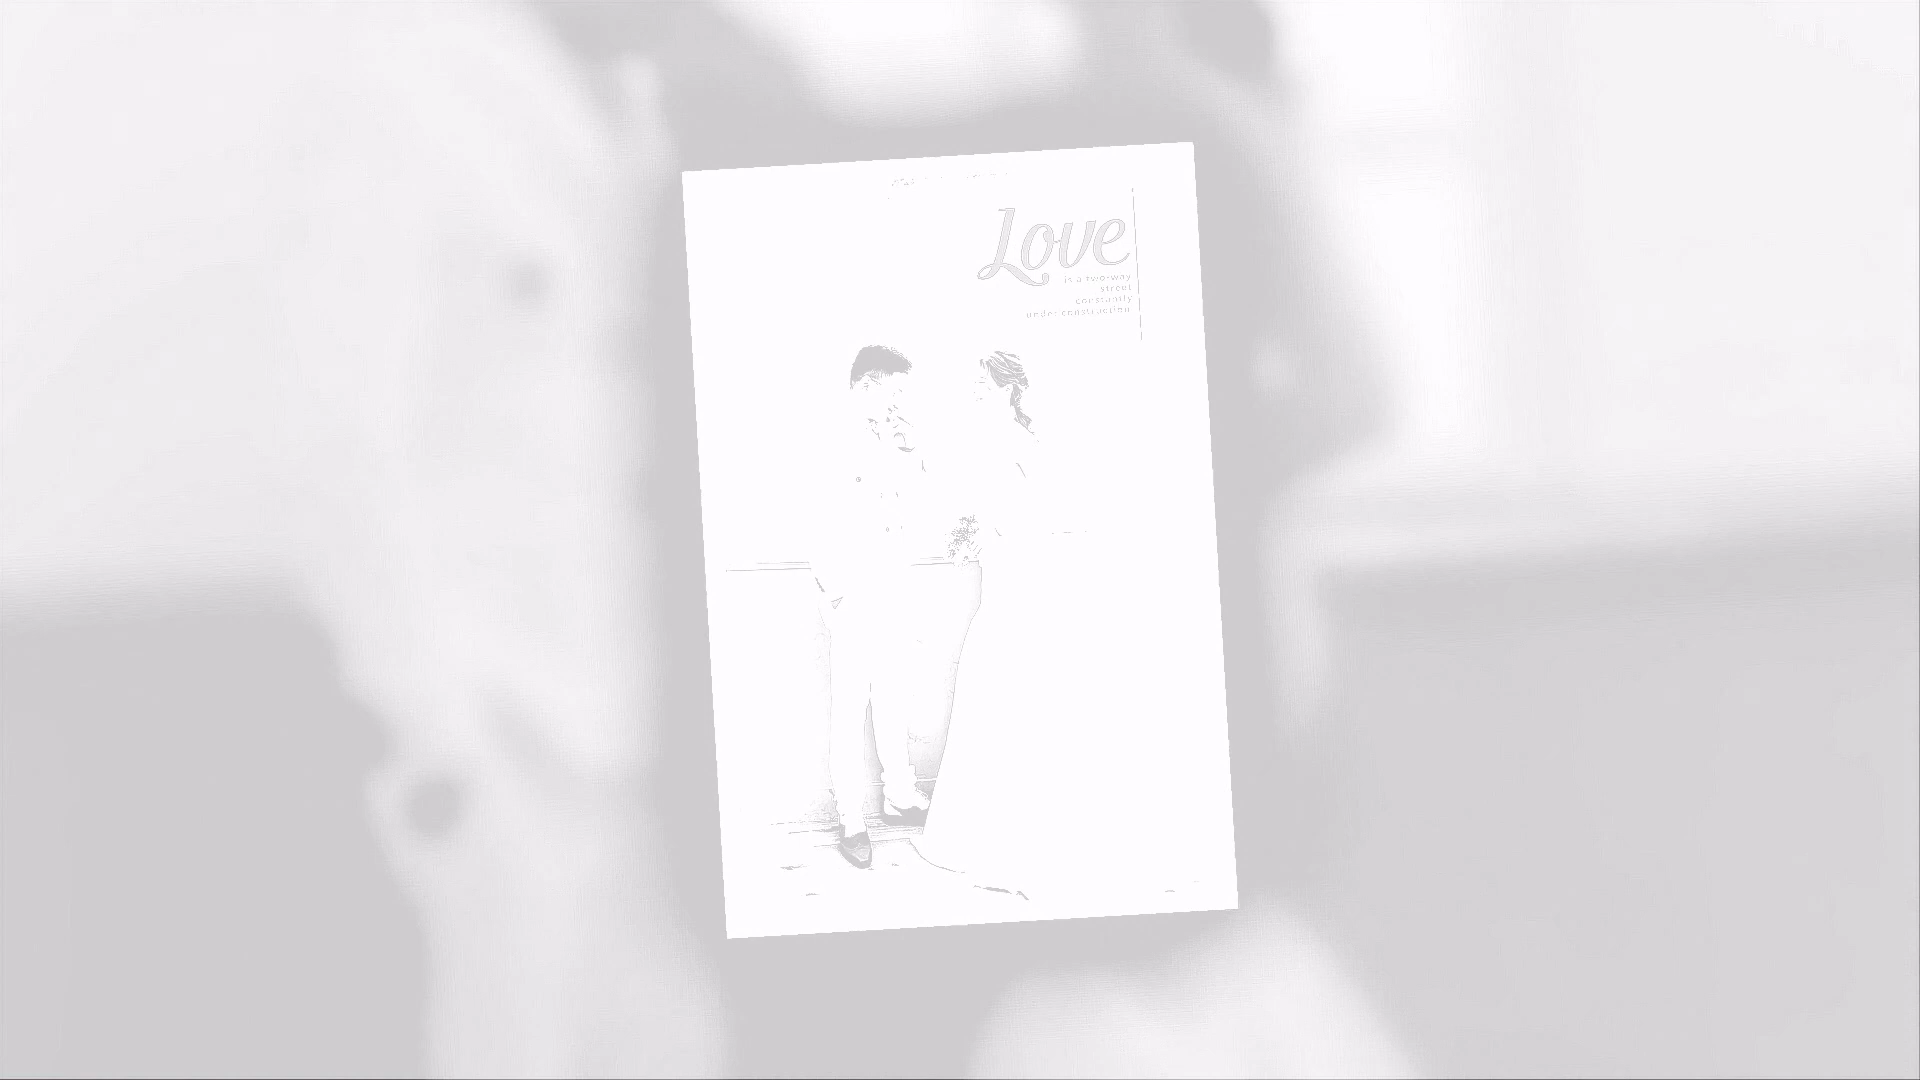 Love
is a two-way
street
constantly
under construction